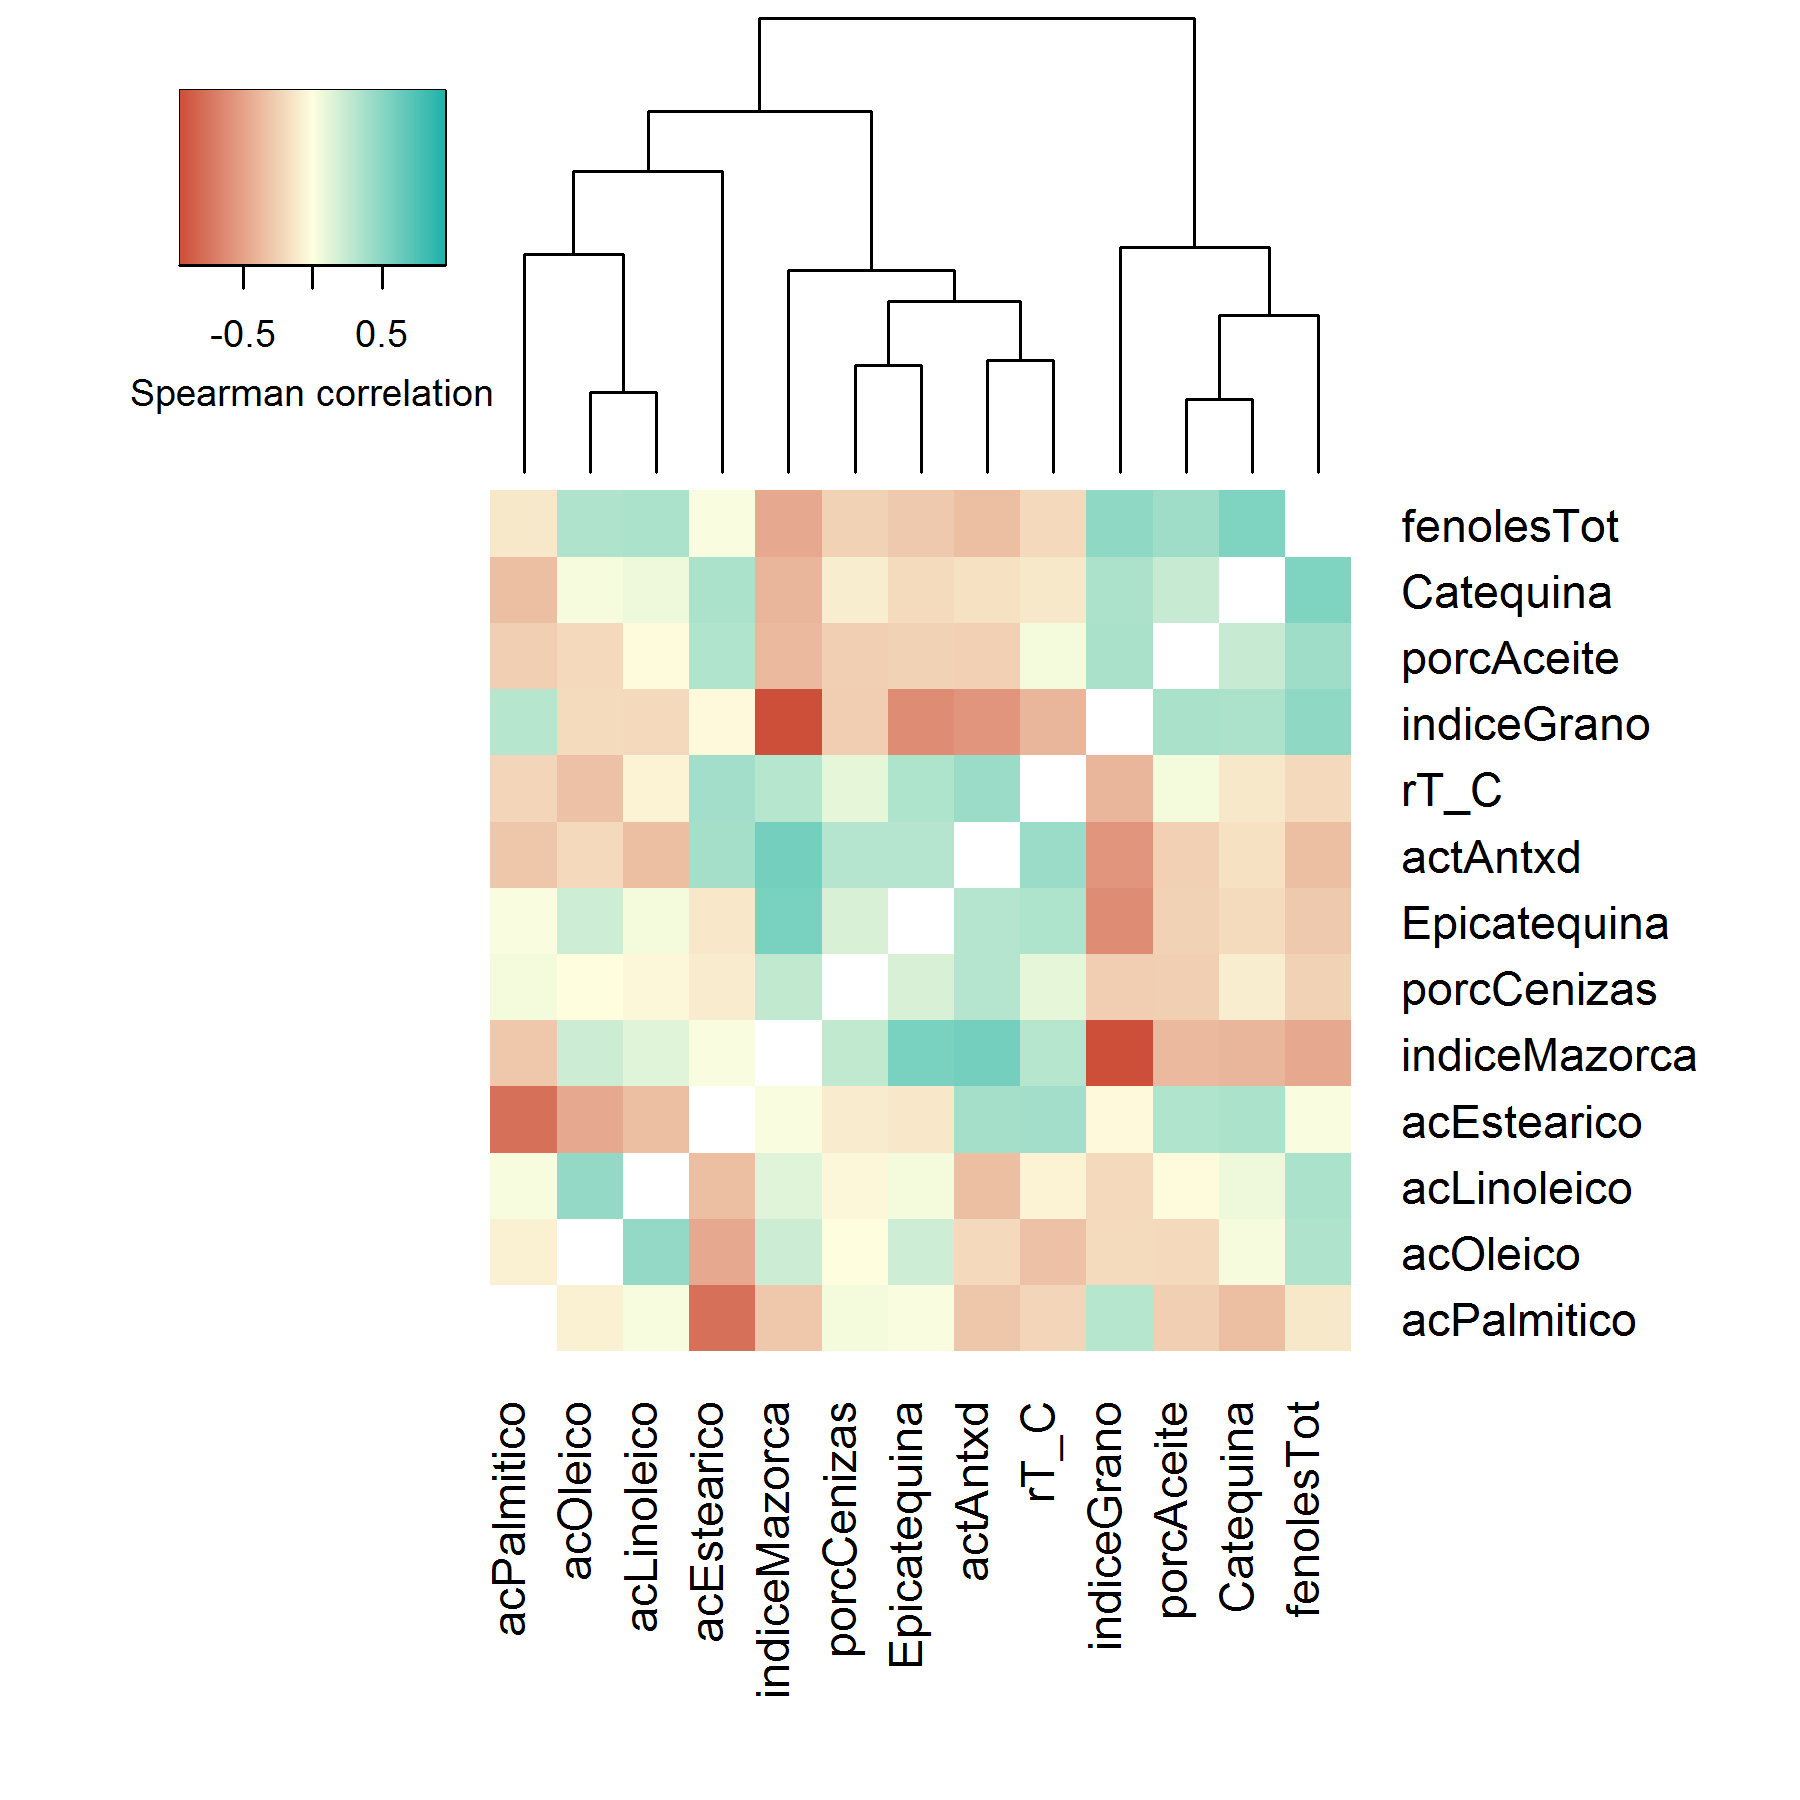 -0.5 0.5
Spearman correlation
fenolesTot
Catequina
porcAceite
indiceGrano
rT_C
actAntxd
Epicatequina
porcCenizas
indiceMazorca
acEstearico
acLinoleico
acOleico
acPalmitico
acPalmitico
acOleico
acLinoleico
acEstearico
indiceMazorca
porcCenizas
Epicatequina
actAntxd
rT_C
indiceGrano
porcAceite
Catequina
fenolesTot